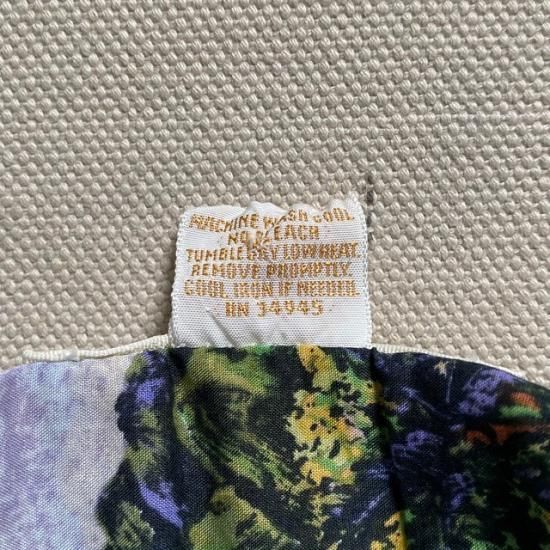 MACHINE WASH COOL
NO BLEACH
TUMBLE DRY LOW HEAT.
REMOVE PROMPTLY.
COOL IRON IF NEEDED.
RN 34945